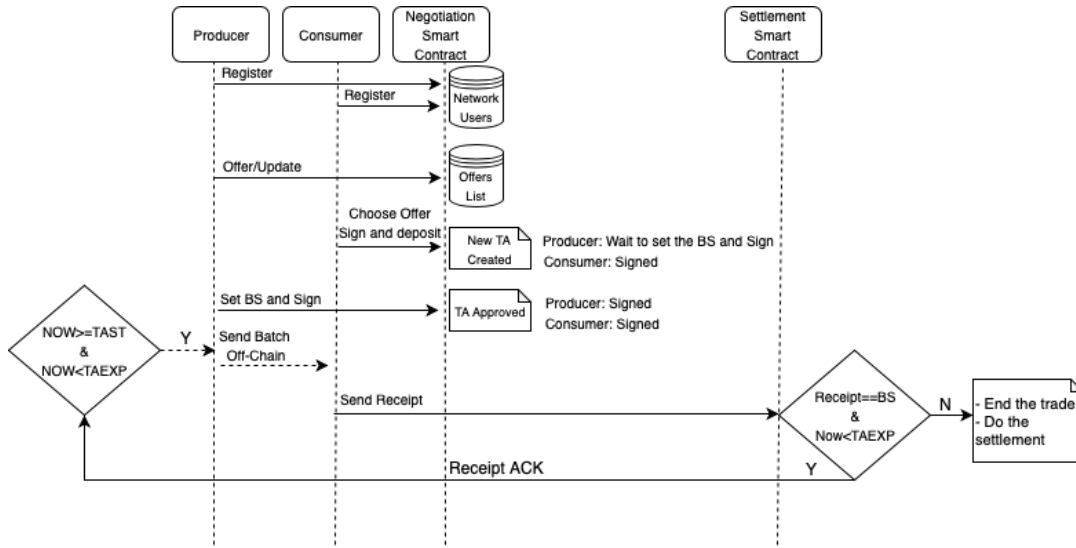 Producer
Consumer
Negotiation
Smart
Contract
Settlement
Smart
Contract
Register
Network
Users
Register
Offer/Update
Offers
List
Choose Offer
Sign and deposit
New TA
Created
Producer: Wait to set the BS and Sign
Consumer: Signed
Set BS and Sign
TA Approved
Producer: Signed
Consumer: Signed
NOW>=TAST
&
NOW<TAEXP
Y
Send Batch
Off-Chain
Send Receipt
Receipt==BS
&
Now<TAEXP
N
- End the trade
- Do the
settlement
Y
Receipt ACK